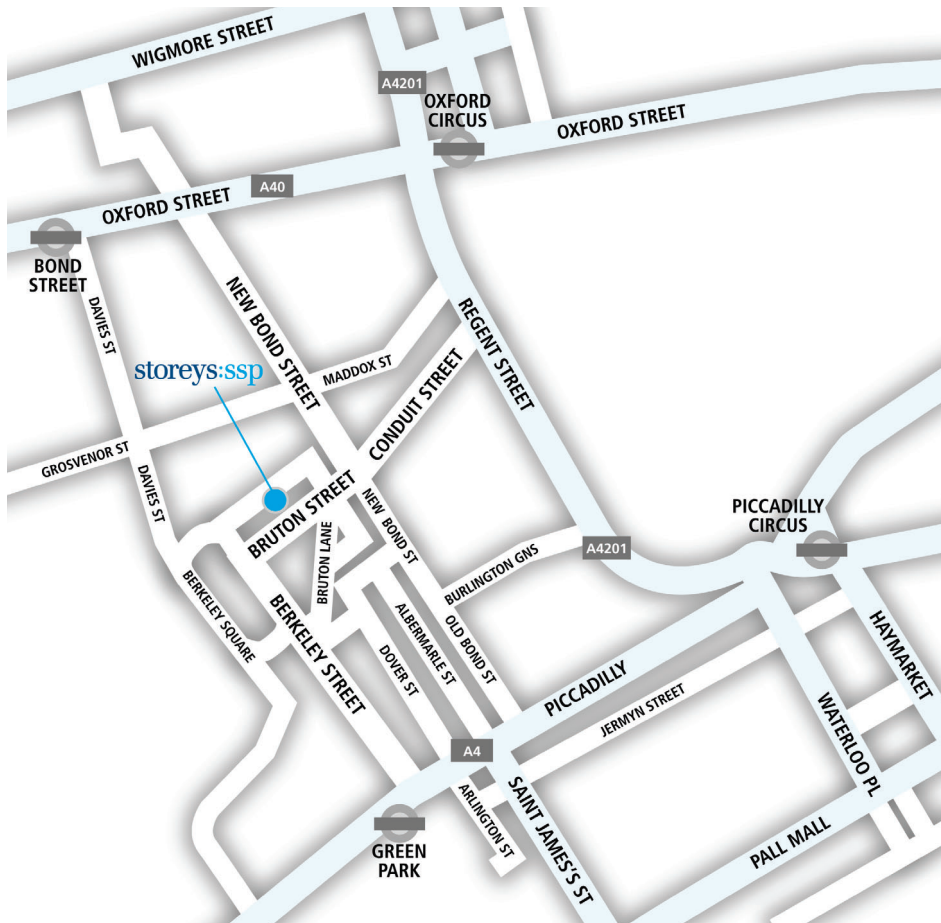 WIGMORE STREET
A4201
OXFORD
CIRCUS
OXFORD STREET
A40
OXFORD STREET
BOND
STREET
DAVIES ST
NEW BOND STREET
REGENT STREET
storeys:ssp
MADDOX ST
CONDUIT STREET
GROSVENOR ST
DAVIES ST
BRUTON STREET
NEW BOND ST
PICCADILLY
CIRCUS
BRUTON LANE
A4201
BURLINGTON GNS
BERKELEY SQUARE
BERKELEY STREET
ALBERMARLE ST
OLD BOND ST
DOVER ST
HAYMARKET
PICCADILLY
JERMYN STREET
WATERLOO PL
A4
ARLINGTON ST
SAINT JAMES'S ST
GREEN
PARK
PALL MALL